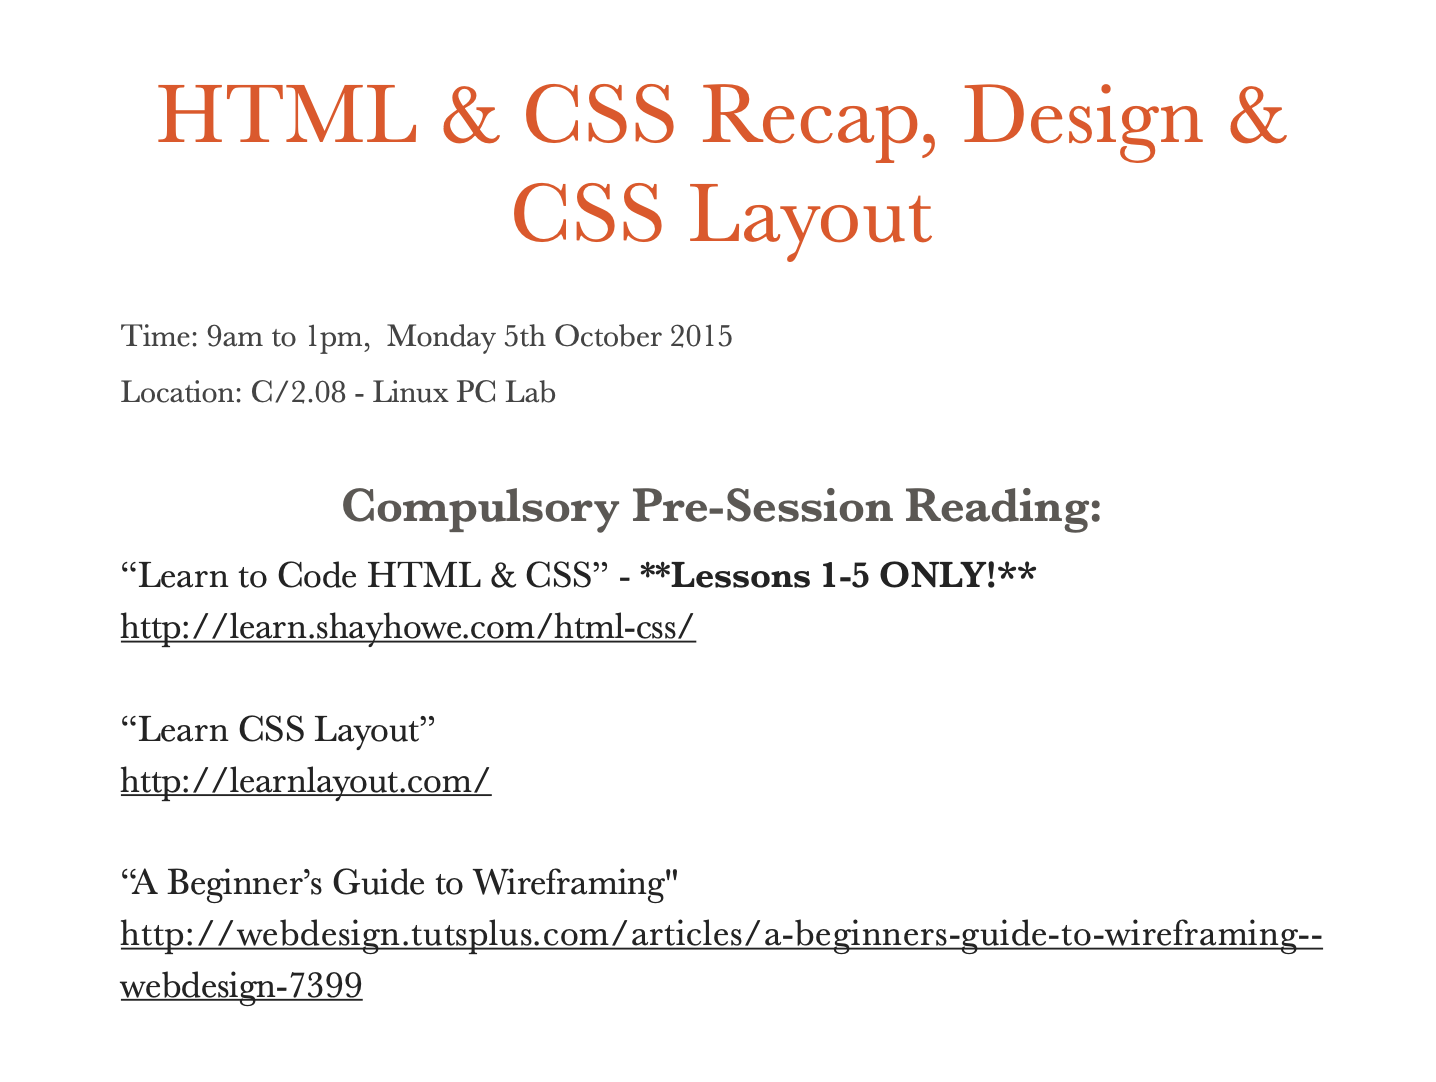 HTML & CSS Recap, Design &
CSS Layout
Time: 9am to 1pm,  Monday 5th October 2015
Location: C/2.08 - Linux PC Lab
Compulsory Pre-Session Reading:
“Learn to Code HTML & CSS” - **Lessons 1-5 ONLY!**
http://learn.shayhowe.com/html-css/
“Learn CSS Layout”
http://learnlayout.com/
“A Beginner’s Guide to Wireframing"
http://webdesign.tutsplus.com/articles/a-beginners-guide-to-wireframing--
webdesign-7399